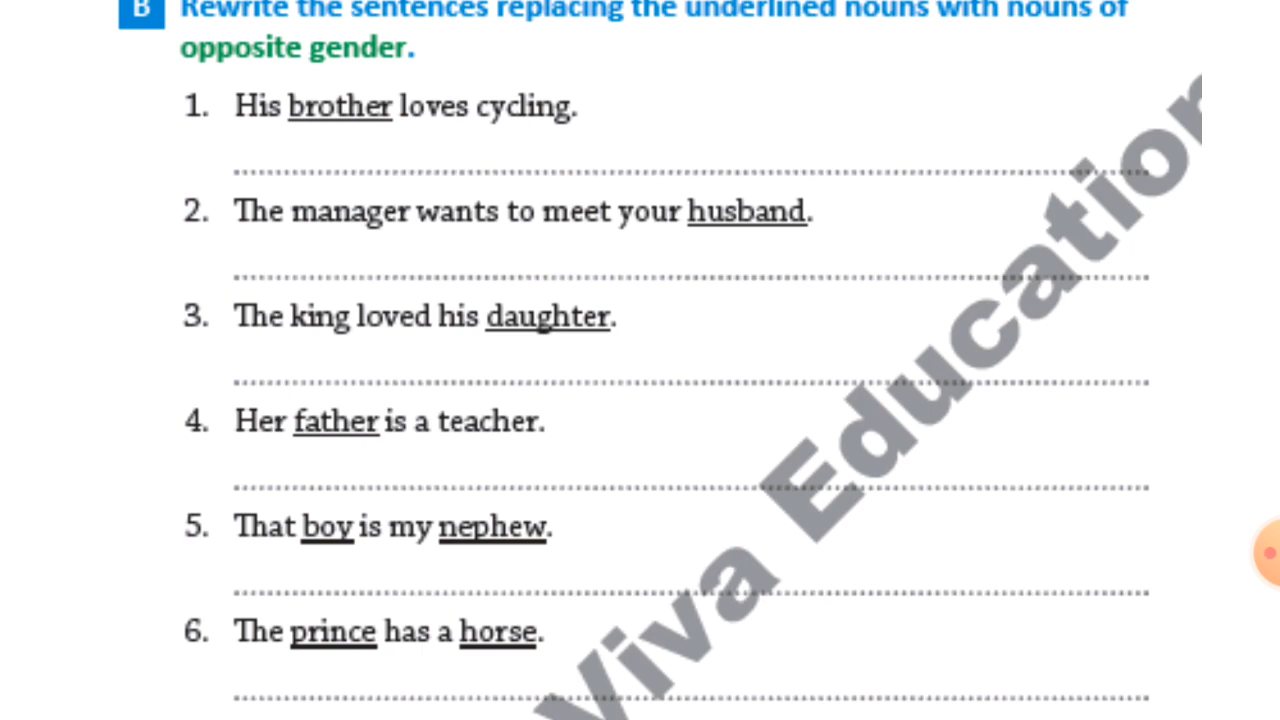 B Rewrite the sentences replacing the underlined nouns with nouns of
opposite gender.
1. His brother loves cycling.
2. The manager wants to meet your husband.
3. The king loved his daughter.
4. Her father is a teacher.
5. That boy is my nephew.
6. The prince has a horse.
Viva Education